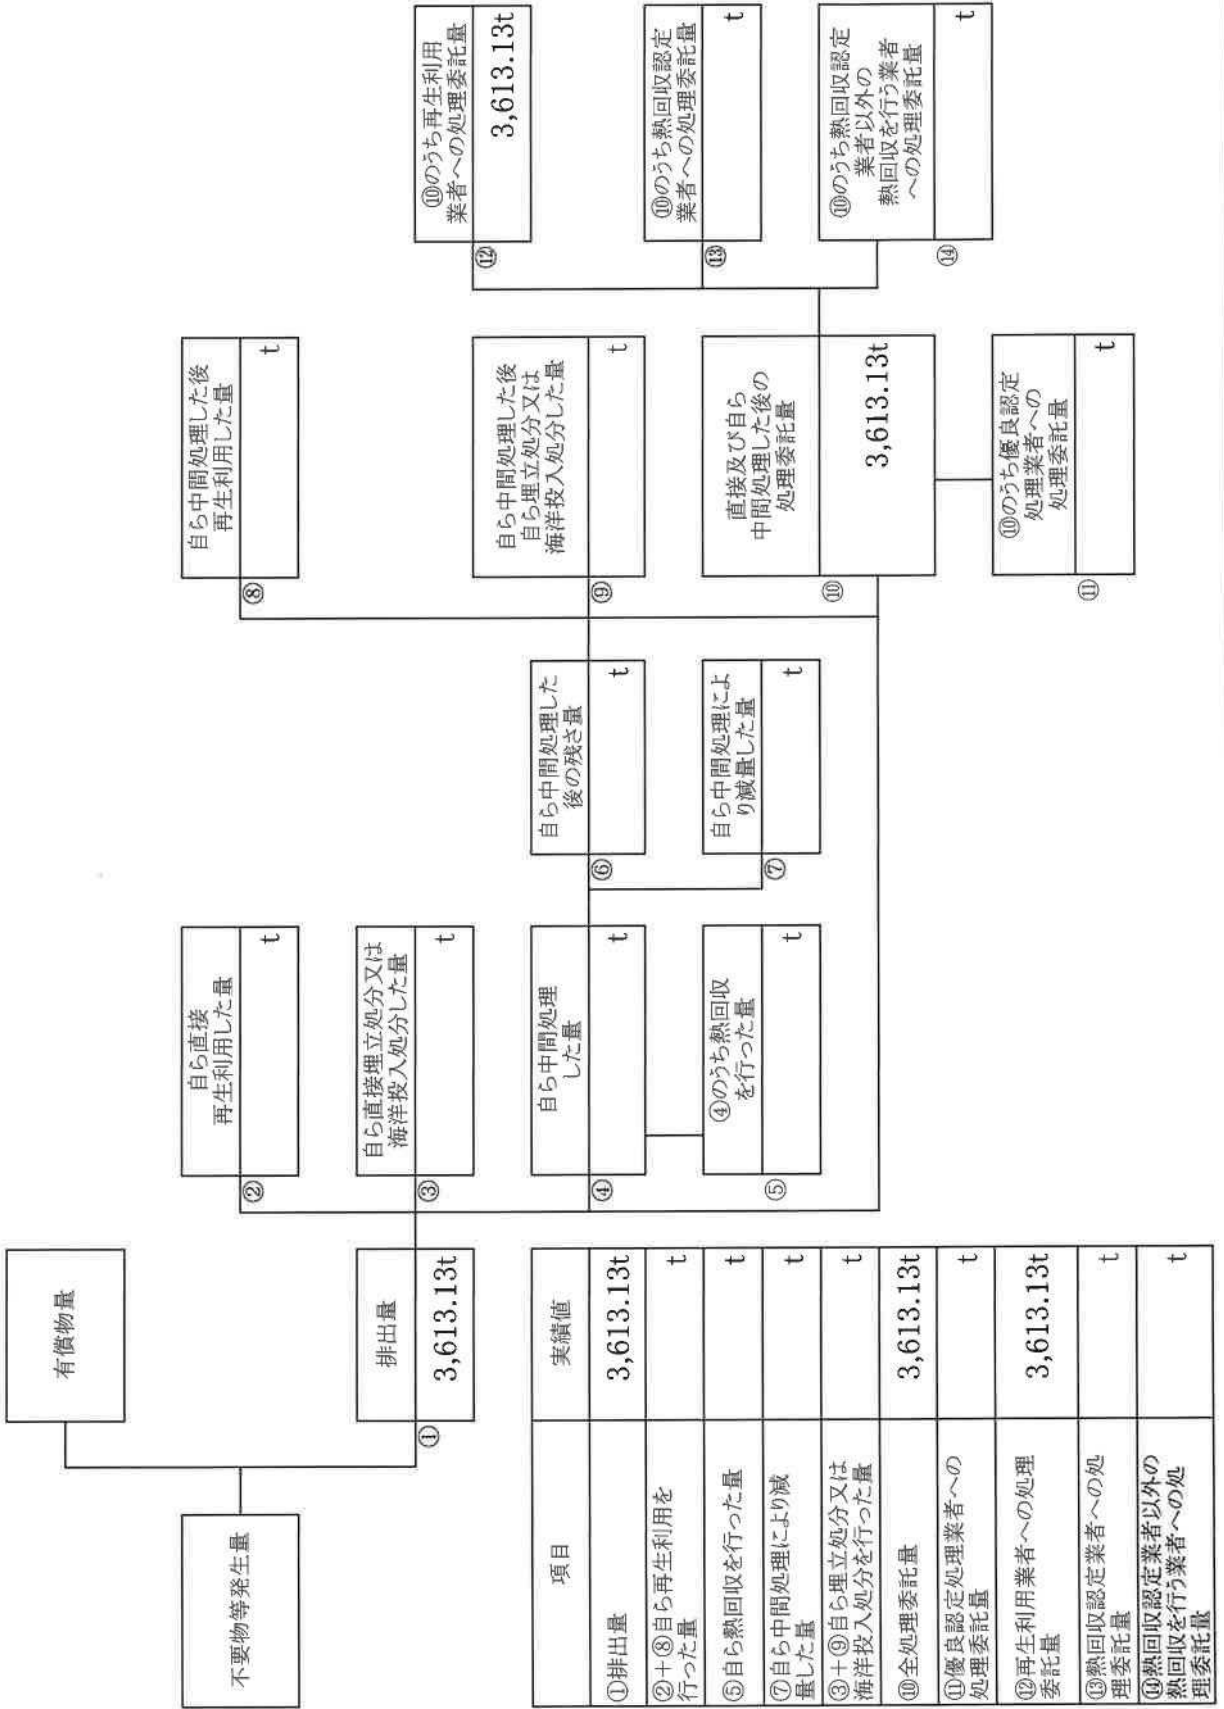 不要物等発生量
有償物量
①
排出量
3,613.13t
②
自ら直接
再生利用した量
t
③
自ら直接埋立処分又は
海洋投入処分した量
t
④
自ら中間処理
した量
t
⑤
④のうち熱回収
を行った量
t
⑥
自ら中間処理した
後の残さ量
t
⑦
自ら中間処理によ
り減量した量
t
⑧
自ら中間処理した後
再生利用した量
t
⑨
自ら中間処理した後
自ら埋立処分又は
海洋投入処分した量
t
⑩
直接及び自ら
中間処理した後の
処理委託量
3,613.13t
⑪
⑩のうち優良認定
処理業者への
処理委託量
t
⑫
⑩のうち再生利用
業者への処理委託量
3,613.13t
⑬
⑩のうち熱回収認定
業者への処理委託量
t
⑭
⑩のうち熱回収認定
業者以外の
熱回収を行う業者
への処理委託量
t
項目
実績値
①排出量
3,613.13t
②+⑧自ら再生利用を
行った量
t
⑤自ら熱回収を行った量
t
⑦自ら中間処理により減
量した量
t
③+⑨自ら埋立処分又は
海洋投入処分を行った量
t
⑩全処理委託量
3,613.13t
⑪優良認定処理業者への
処理委託量
t
⑫再生利用業者への処理
委託量
3,613.13t
⑬熱回収認定業者への処
理委託量
t
⑭熱回収認定業者以外の
熱回収を行う業者への処
理委託量
t